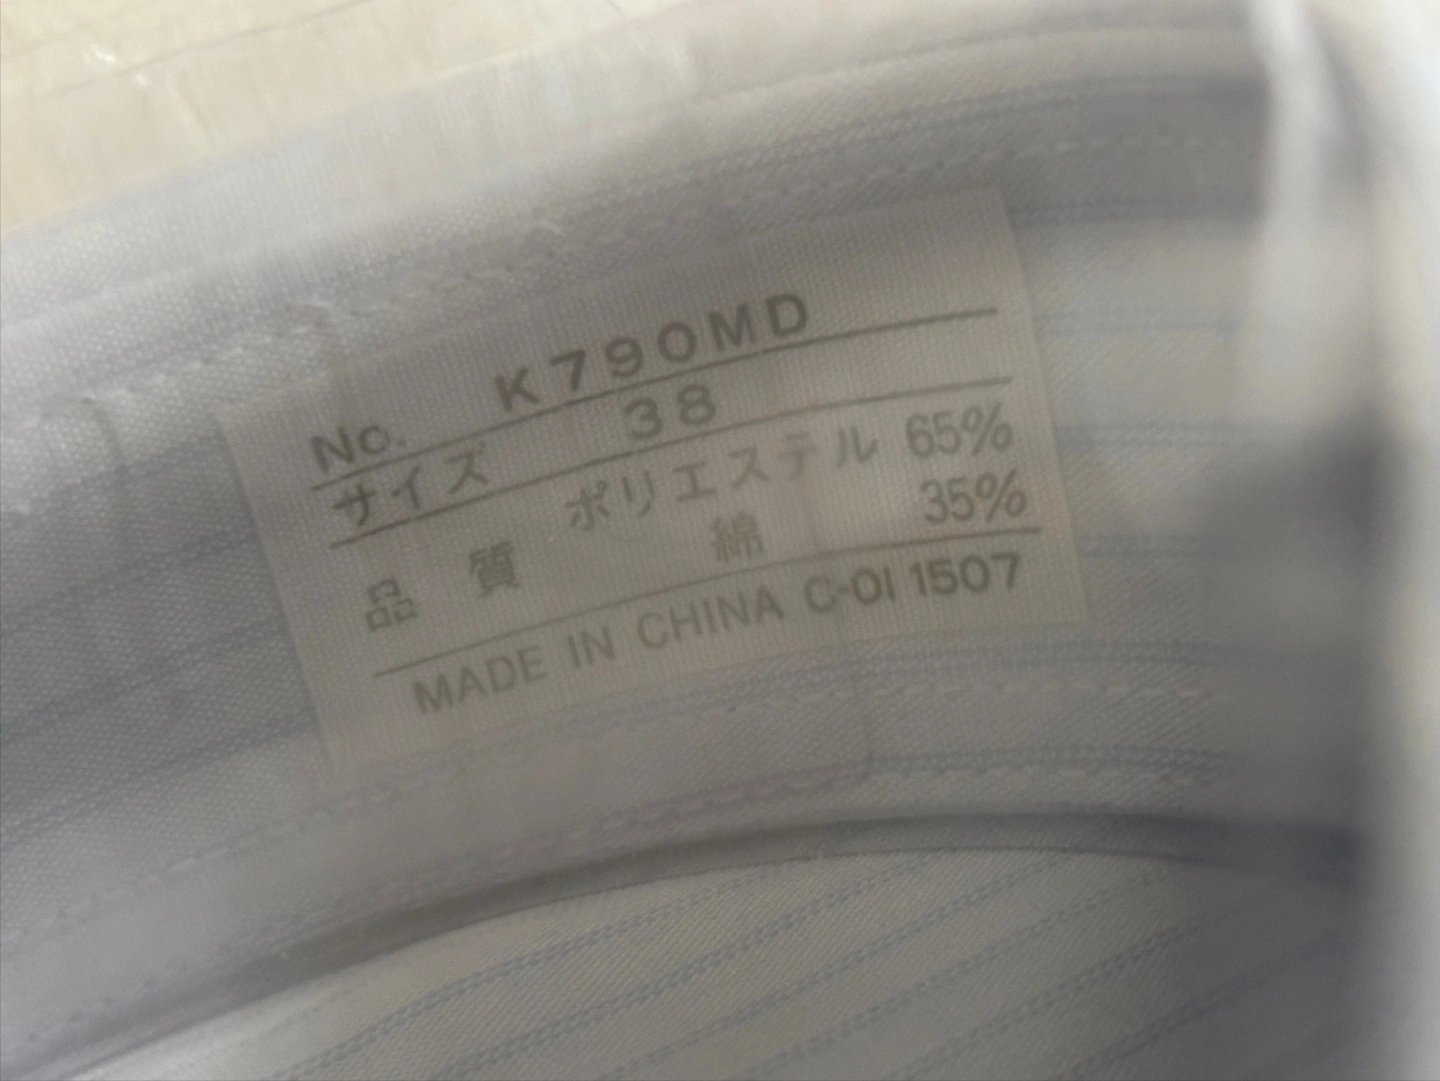 No. K790MD
サイズ 38
品質 ポリエステル 65%
綿 35%
MADE IN CHINA C-01 1507